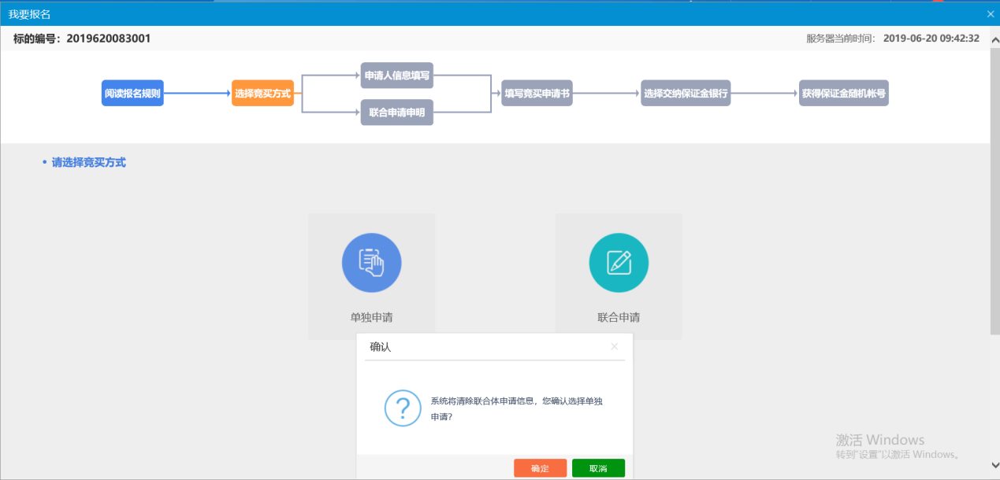 我要报名
标的编号：2019620083001
服务器当前时间： 2019-06-20 09:42:32
阅读报名规则
选择竞买方式
申请人信息填写
联合申请申明
填写竞买申请书
选择交纳保证金银行
获得保证金随机帐号
• 请选择竞买方式
单独申请
联合申请
确认
系统将清除联合体申请信息，您确认选择单独
申请？
确定
取消
激活 Windows
转到"设置"以激活 Windows。